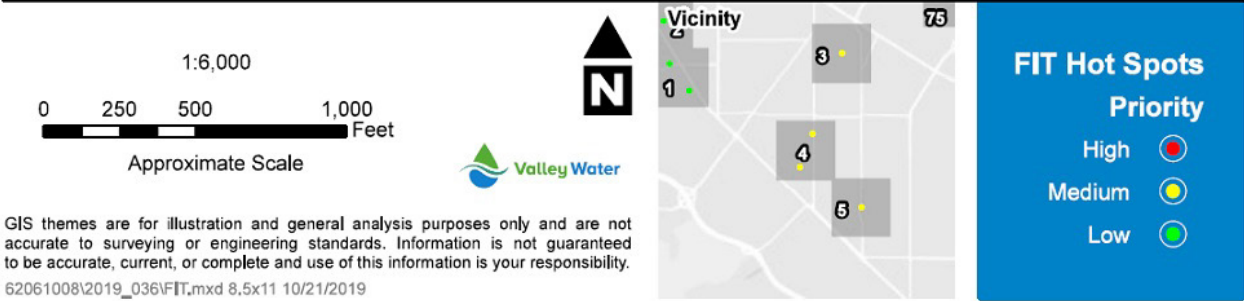 1:6,000
0 250 500 1,000
Feet
Approximate Scale
N
Valley Water
GIS themes are for illustration and general analysis purposes only and are not
accurate to surveying or engineering standards. Information is not guaranteed
to be accurate, current, or complete and use of this information is your responsibility.
62061008\2019_036\FIT.mxd 8.5x11 10/21/2019
Vicinity
2
75
3
1
4
5
FIT Hot Spots
Priority
High
Medium
Low